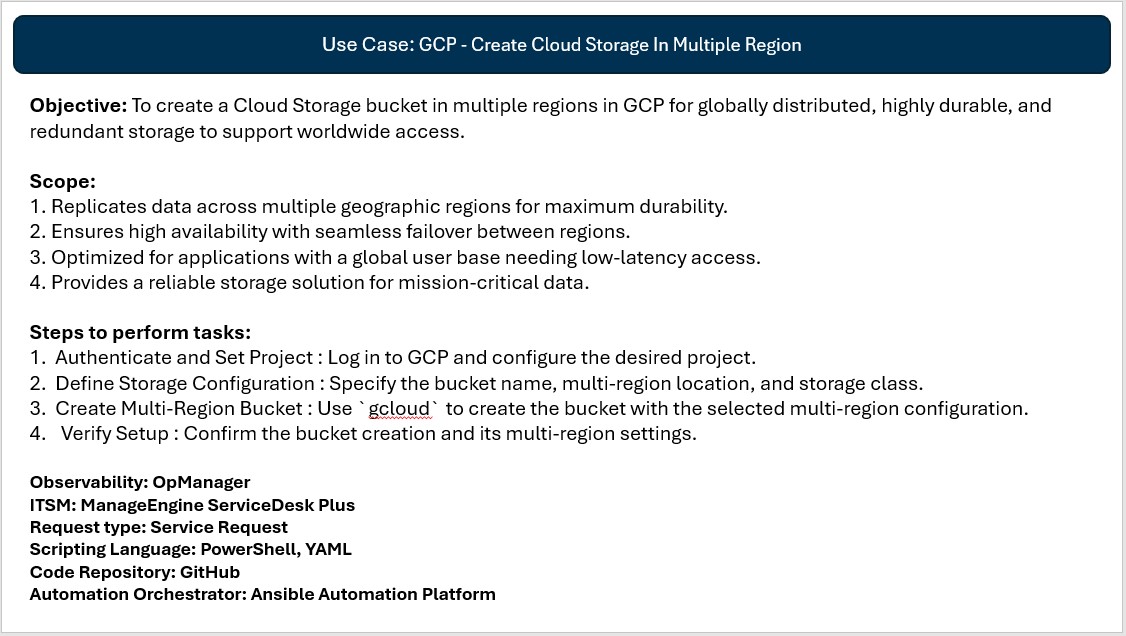 Use Case: GCP - Create Cloud Storage In Multiple Region
Objective: To create a Cloud Storage bucket in multiple regions in GCP for globally distributed, highly durable, and
redundant storage to support worldwide access.
Scope:
1. Replicates data across multiple geographic regions for maximum durability.
2. Ensures high availability with seamless failover between regions.
3. Optimized for applications with a global user base needing low-latency access.
4. Provides a reliable storage solution for mission-critical data.
Steps to perform tasks:
1. Authenticate and Set Project : Log in to GCP and configure the desired project.
2. Define Storage Configuration : Specify the bucket name, multi-region location, and storage class.
3. Create Multi-Region Bucket : Use `gcloud` to create the bucket with the selected multi-region configuration.
4. Verify Setup : Confirm the bucket creation and its multi-region settings.
Observability: OpManager
ITSM: ManageEngine ServiceDesk Plus
Request type: Service Request
Scripting Language: PowerShell, YAML
Code Repository: GitHub
Automation Orchestrator: Ansible Automation Platform